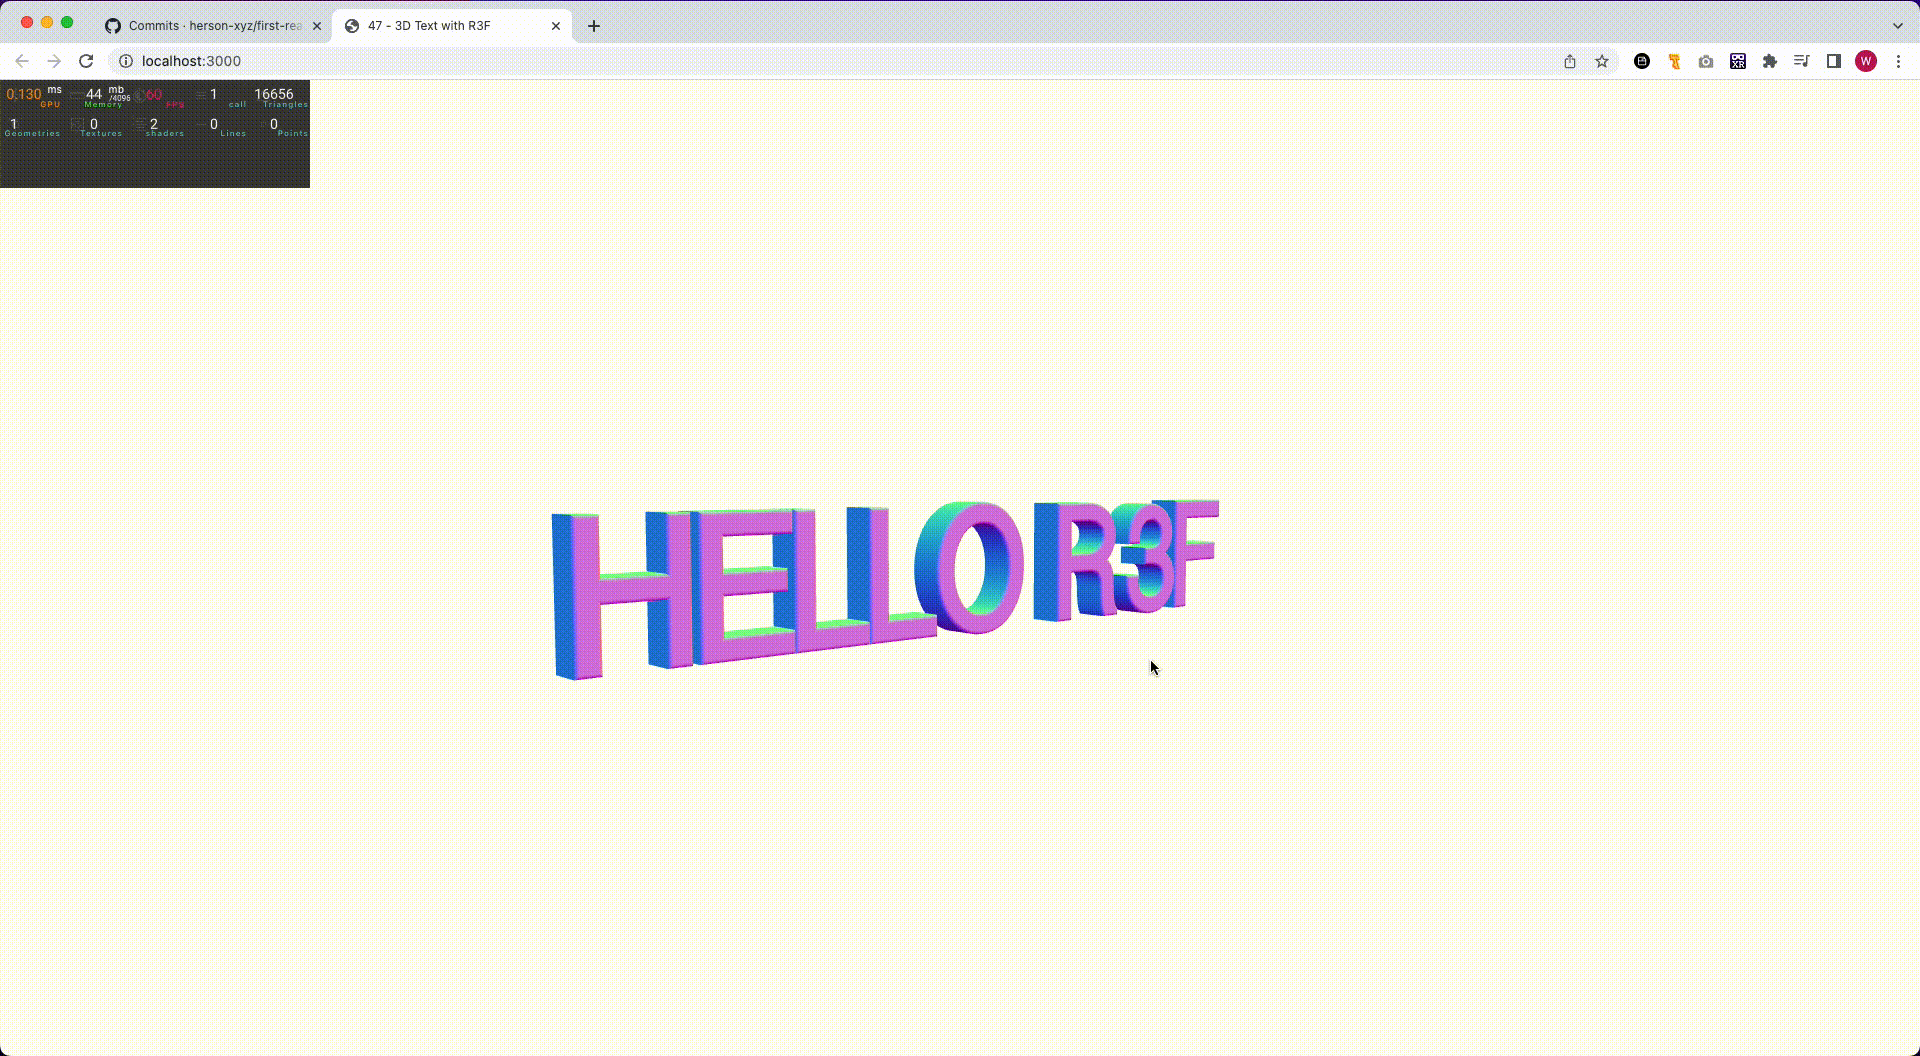 Commits · herson-xyz/first-rea
47 - 3D Text with R3F
localhost:3000
W
0,130 ms GPU 44 mb /4096 Memory 60 FPS 1 call 16656 Triangles
1 Geometries 0 Textures 2 shaders 0 Lines 0 Points
HELLO R3F